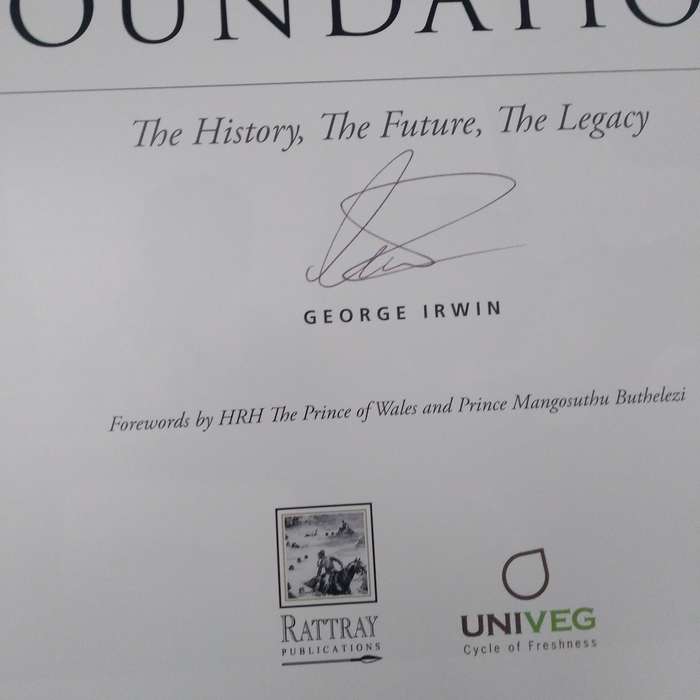 OUNDATIO
The History, The Future, The Legacy
GEORGE IRWIN
Forewords by HRH The Prince of Wales and Prince Mangosuthu Buthelezi
RATTRAY
PUBLICATIONS
UNIVEG
Cycle of Freshness